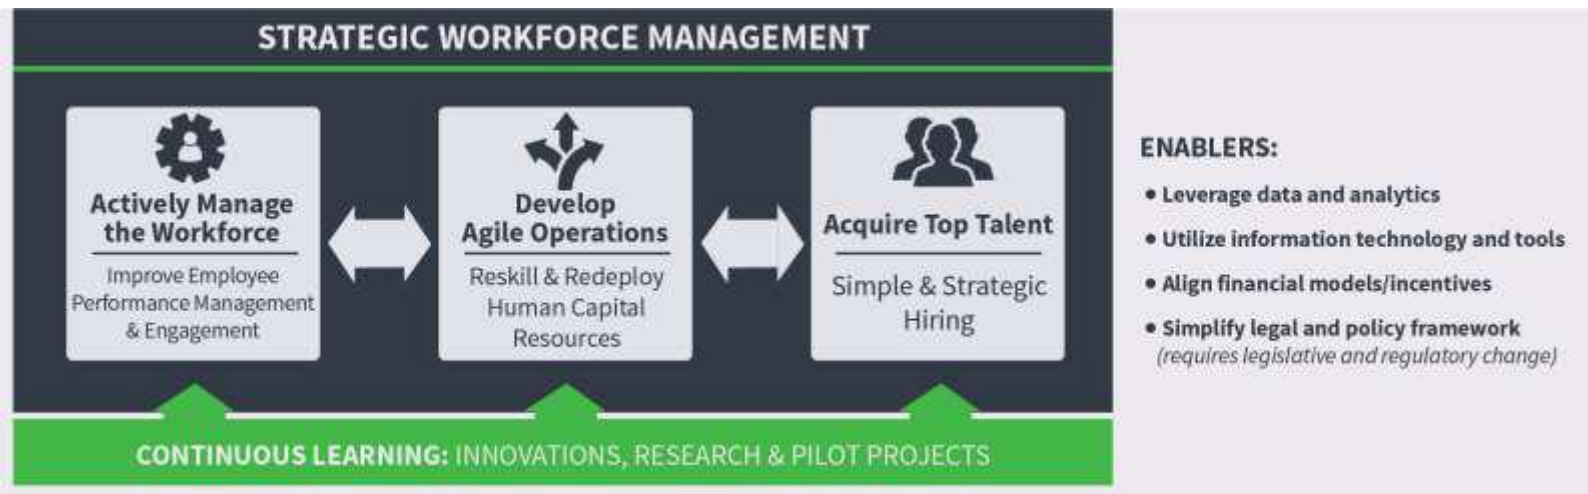 STRATEGIC WORKFORCE MANAGEMENT
Actively Manage
the Workforce
Improve Employee
Performance Management
& Engagement
Develop
Agile Operations
Reskill & Redeploy
Human Capital
Resources
Acquire Top Talent
Simple & Strategic
Hiring
CONTINUOUS LEARNING: INNOVATIONS, RESEARCH & PILOT PROJECTS
ENABLERS:
• Leverage data and analytics
• Utilize information technology and tools
• Align financial models/incentives
• Simplify legal and policy framework
(requires legislative and regulatory change)